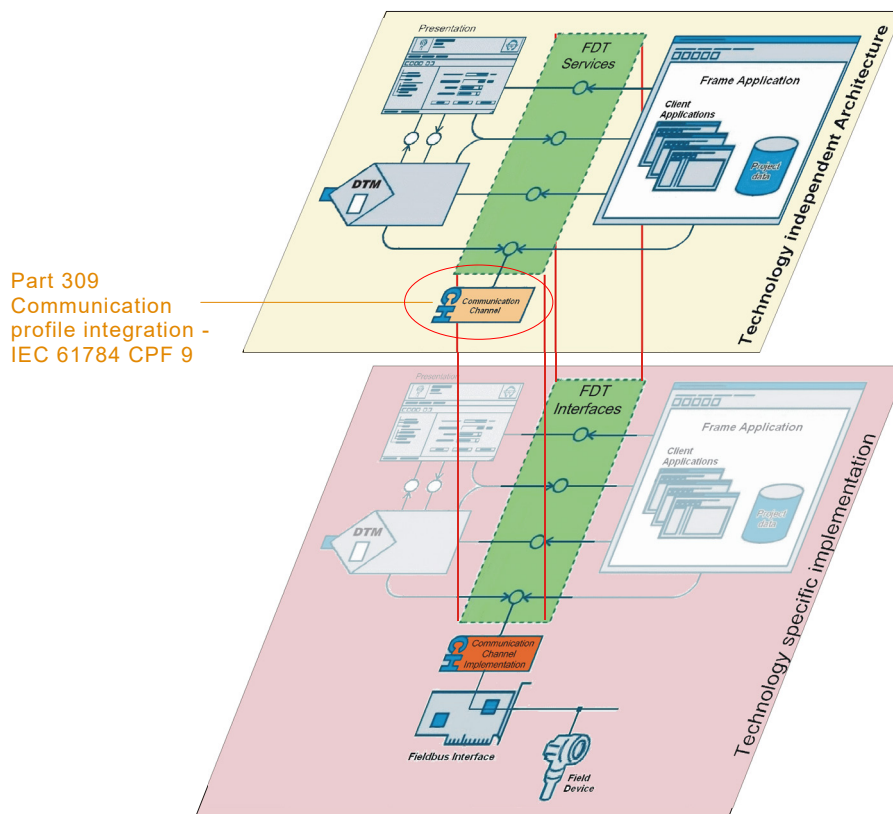 Presentation
FDT
Services
Frame Application
Client
Applications
Project
data
DTM
Technology independent Architecture
Part 309
Communication
profile integration -
IEC 61784 CPF 9
CH
Communication
Channel
Presentation
FDT
Interfaces
Frame Application
Client
Applications
Project
data
DTM
Technology specific implementation
CH
Communication
Channel
Implementation
Fieldbus Interface
Field
Device